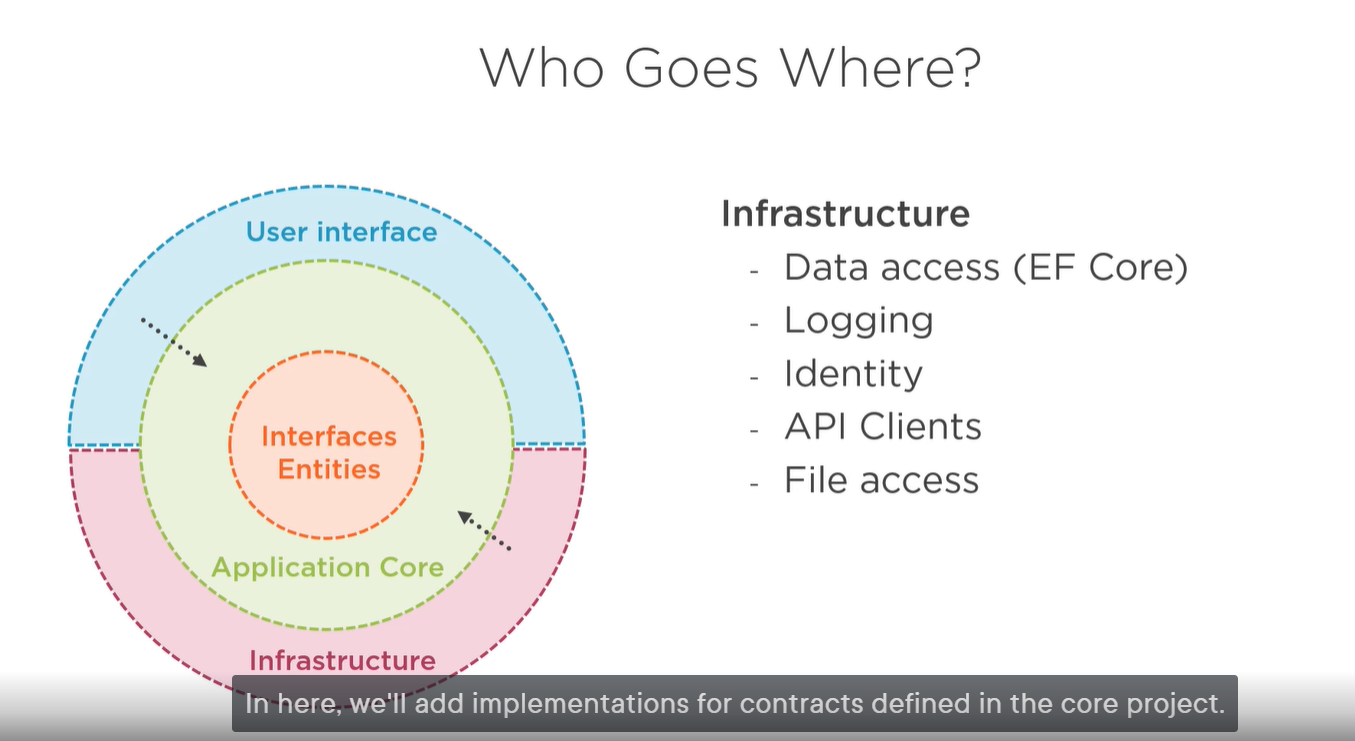 Who Goes Where?
User interface
Interfaces
Entities
Application Core
Infrastructure
Infrastructure
- Data access (EF Core)
- Logging
- Identity
- API Clients
- File access
In here, we'll add implementations for contracts defined in the core project.